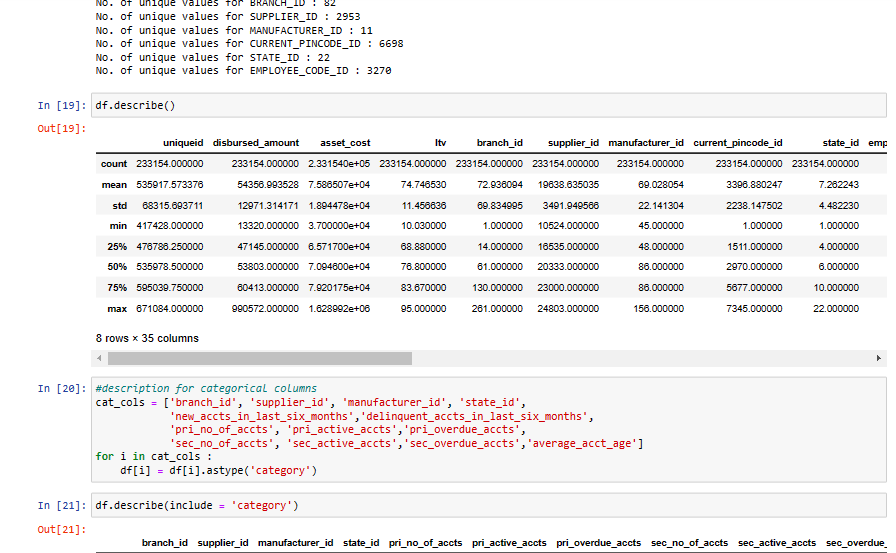 No. of unique values for BRANCH_ID : 82
No. of unique values for SUPPLIER_ID : 2953
No. of unique values for MANUFACTURER_ID : 11
No. of unique values for CURRENT_PINCODE_ID : 6698
No. of unique values for STATE_ID : 22
No. of unique values for EMPLOYEE_CODE_ID : 3270
In [19]: df.describe()
Out[19]:
uniqueid disbursed_amount asset_cost ltv branch_id supplier_id manufacturer_id current_pincode_id state_id emp
count 233154.000000 233154.000000 2.331540e+05 233154.000000 233154.000000 233154.000000 233154.000000 233154.000000 233154.000000
mean 535917.573376 54356.993528 7.586507e+04 74.746530 72.936094 19638.635035 69.028054 3396.880247 7.262243
std 68315.693711 12971.314171 1.894478e+04 11.456636 69.834995 3491.949566 22.141304 2238.147502 4.482230
min 417428.000000 13320.000000 3.700000e+04 10.030000 1.000000 10524.000000 45.000000 1.000000 1.000000
25% 476786.250000 47145.000000 6.571700e+04 68.880000 14.000000 16535.000000 48.000000 1511.000000 4.000000
50% 535978.500000 53803.000000 7.094600e+04 76.800000 61.000000 20333.000000 86.000000 2970.000000 6.000000
75% 595039.750000 60413.000000 7.920175e+04 83.670000 130.000000 23000.000000 86.000000 5677.000000 10.000000
max 671084.000000 990572.000000 1.628992e+06 95.000000 261.000000 24803.000000 156.000000 7345.000000 22.000000
8 rows × 35 columns
In [20]: #description for categorical columns
cat_cols = ['branch_id', 'supplier_id', 'manufacturer_id', 'state_id',
'new_accts_in_last_six_months','delinquent_accts_in_last_six_months',
'pri_no_of_accts', 'pri_active_accts','pri_overdue_accts',
'sec_no_of_accts', 'sec_active_accts','sec_overdue_accts','average_acct_age']
for i in cat_cols :
df[i] = df[i].astype('category')
In [21]: df.describe(include = 'category')
Out[21]:
branch_id supplier_id manufacturer_id state_id pri_no_of_accts pri_active_accts pri_overdue_accts sec_no_of_accts sec_active_accts sec_overdue_